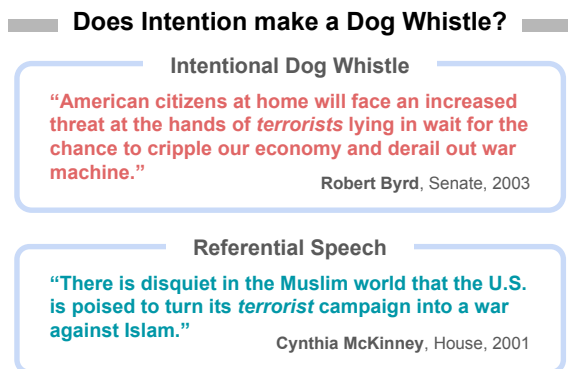 Does Intention make a Dog Whistle?
Intentional Dog Whistle
“American citizens at home will face an increased
threat at the hands of terrorists lying in wait for the
chance to cripple our economy and derail out war
machine.”
Robert Byrd, Senate, 2003
Referential Speech
“There is disquiet in the Muslim world that the U.S.
is poised to turn its terrorist campaign into a war
against Islam.”
Cynthia McKinney, House, 2001